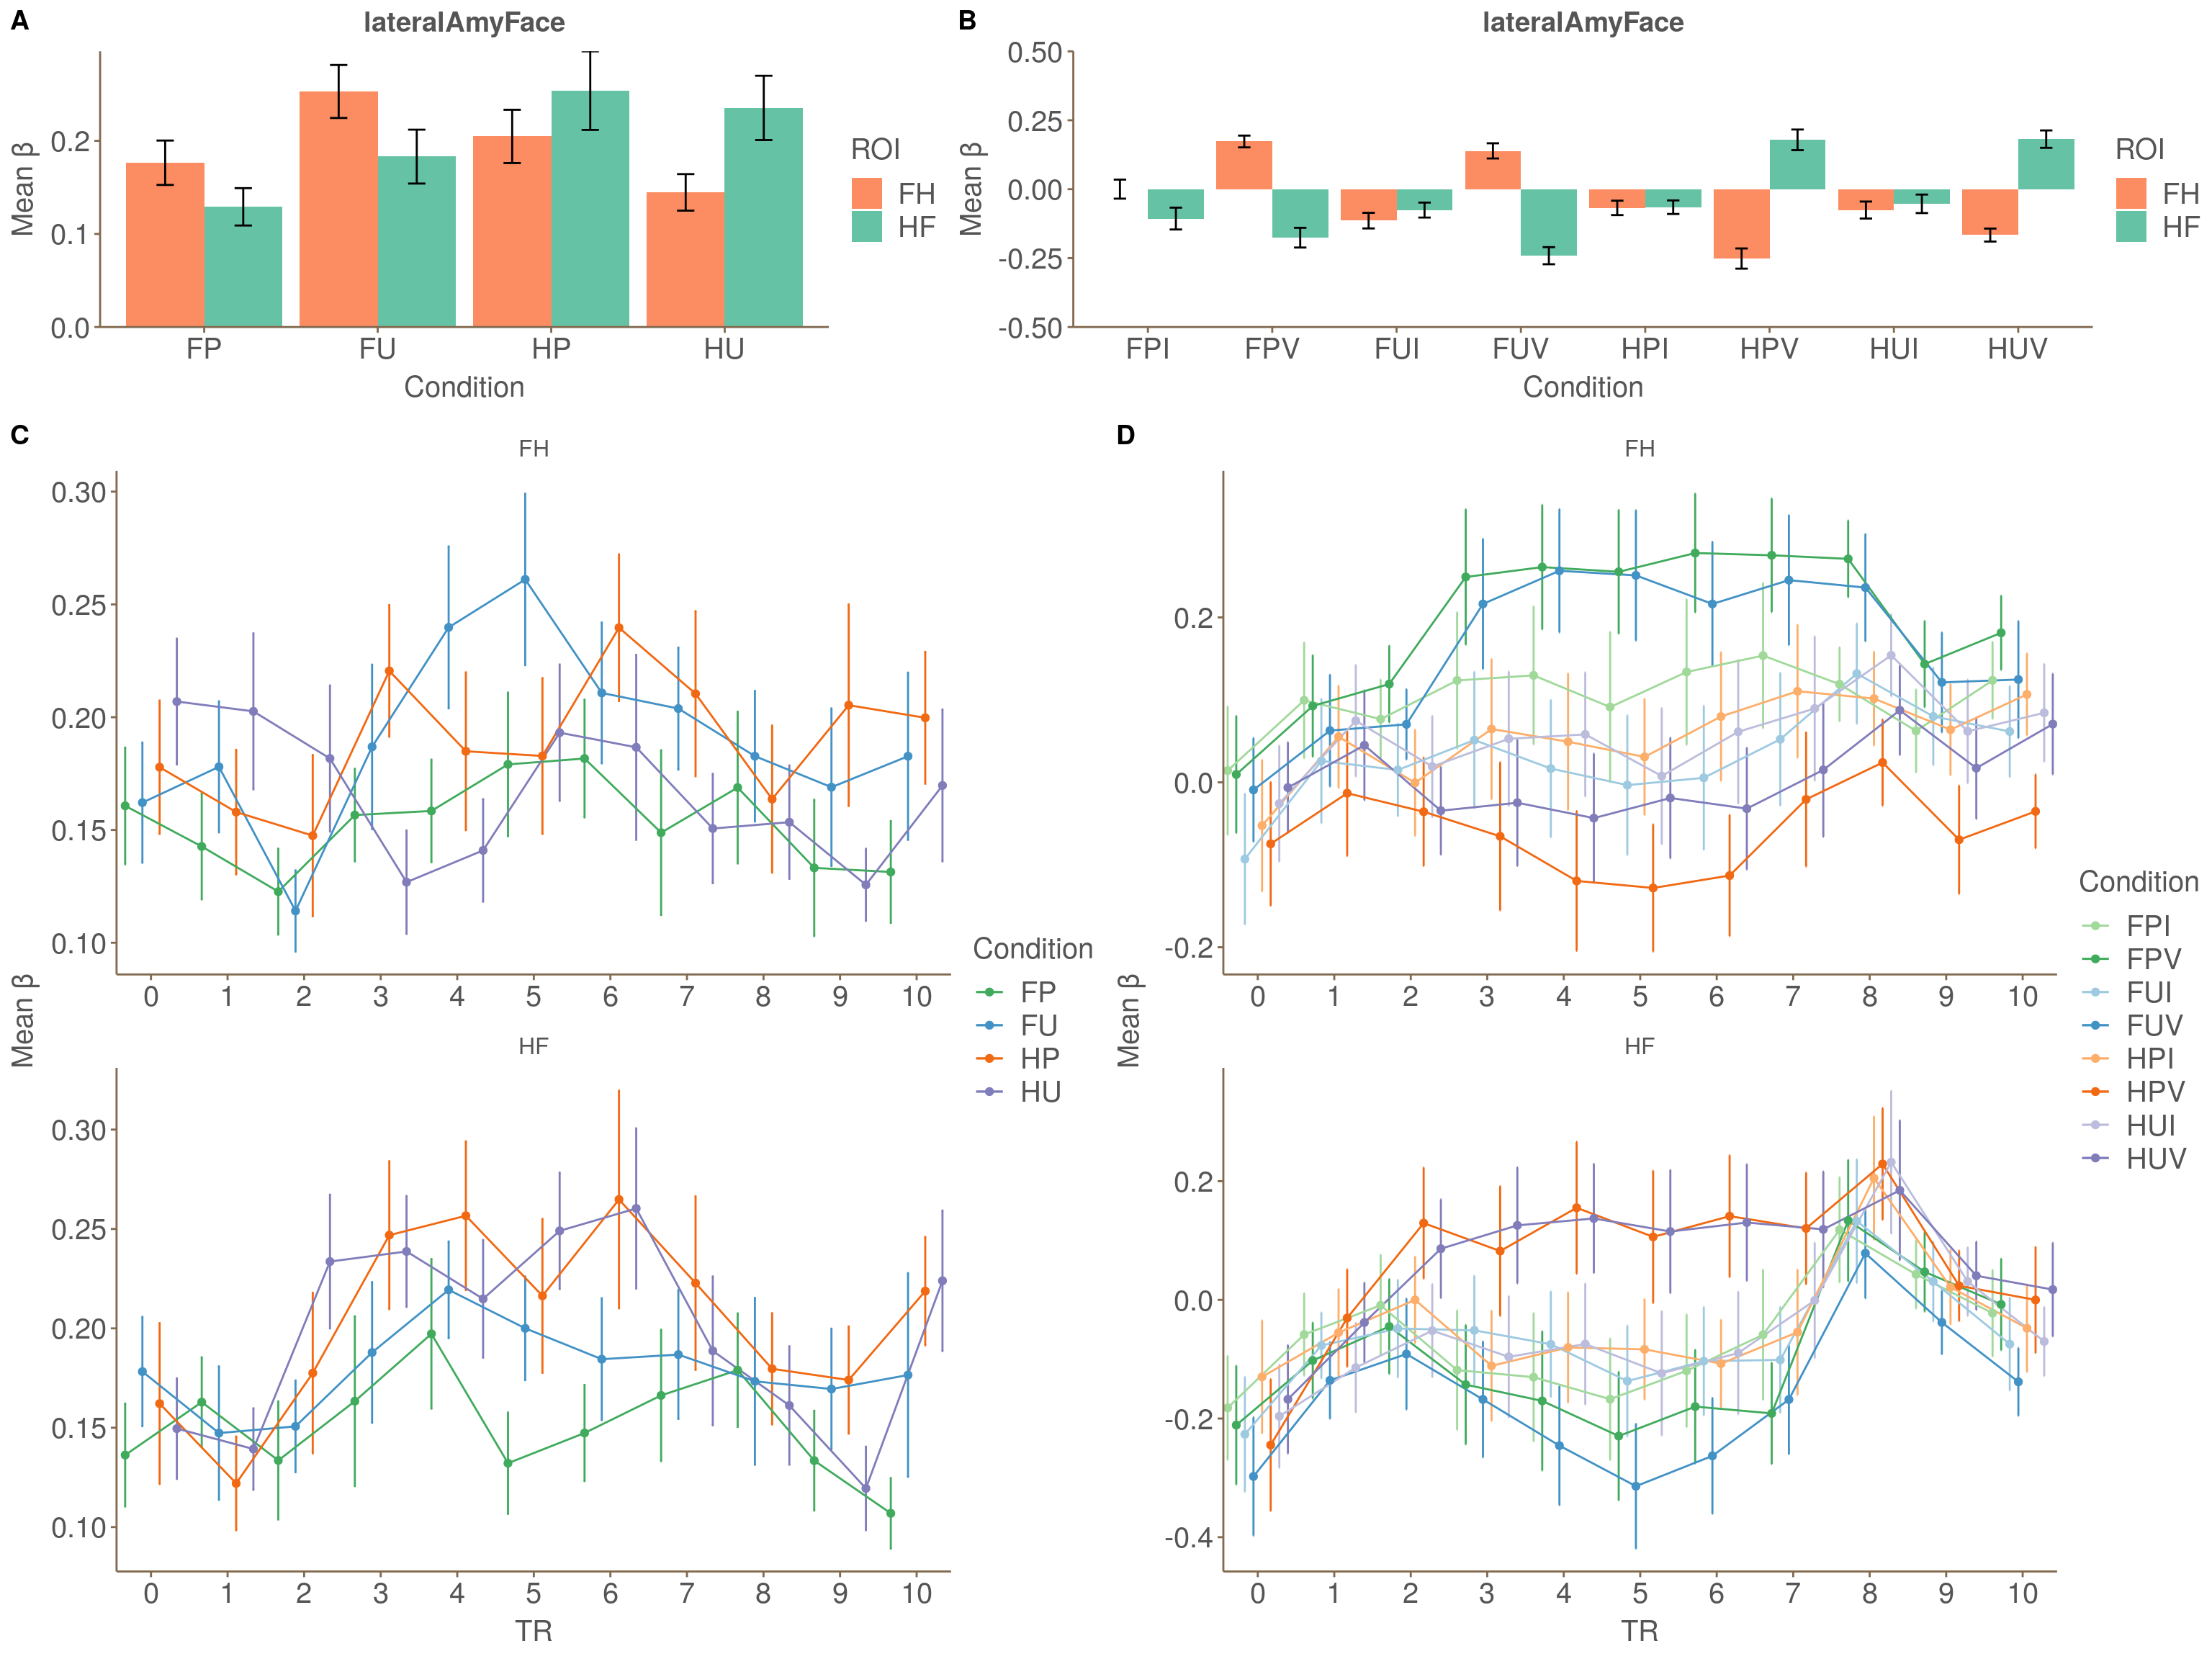 A
lateralAmyFace
Mean β
0.2
0.1
0.0
FP FU HP HU
Condition
ROI
FH
HF
B
lateralAmyFace
Mean β
0.50
0.25
0.00
-0.25
-0.50
FPI FPV FUI FUV HPI HPV HUI HUV
Condition
ROI
FH
HF
C
FH
0.30
0.25
0.20
0.15
0.10
0 1 2 3 4 5 6 7 8 9 10
Mean β
HF
0.30
0.25
0.20
0.15
0.10
0 1 2 3 4 5 6 7 8 9 10
TR
Condition
FP
FU
HP
HU
D
FH
0.2
0.0
-0.2
0 1 2 3 4 5 6 7 8 9 10
Mean β
HF
0.2
0.0
-0.2
-0.4
0 1 2 3 4 5 6 7 8 9 10
TR
Condition
FPI
FPV
FUI
FUV
HPI
HPV
HUI
HUV